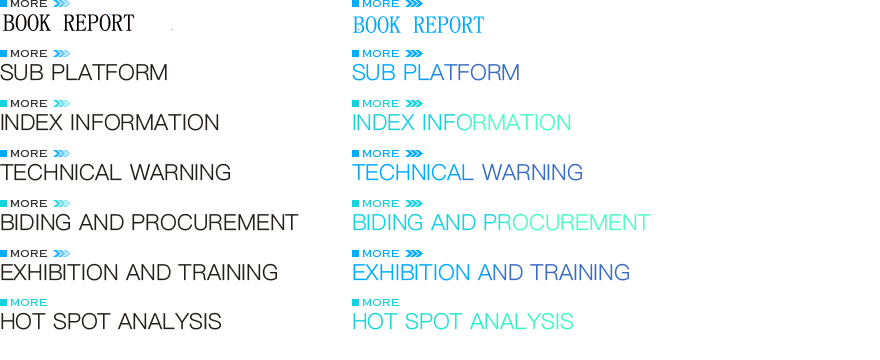 MORE MORE
BOOK REPORT BOOK REPORT
MORE MORE
SUB PLATFORM SUB PLATFORM
MORE MORE
INDEX INFORMATION INDEX INFORMATION
MORE MORE
TECHNICAL WARNING TECHNICAL WARNING
MORE MORE
BIDING AND PROCUREMENT BIDING AND PROCUREMENT
MORE MORE
EXHIBITION AND TRAINING EXHIBITION AND TRAINING
MORE MORE
HOT SPOT ANALYSIS HOT SPOT ANALYSIS